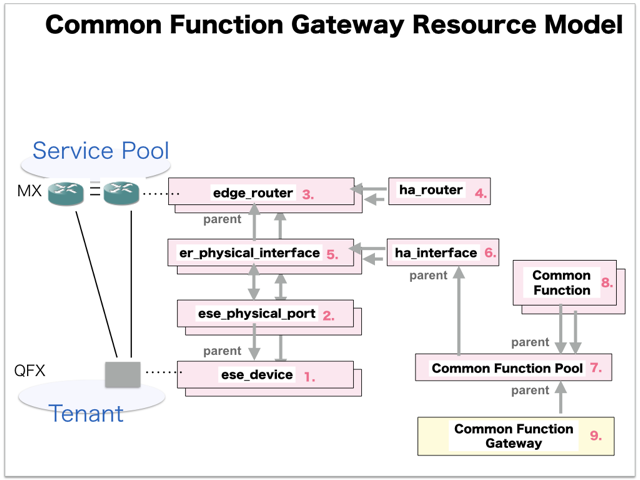 Common Function Gateway Resource Model
Service Pool
MX
edge_router 3.
ha_router 4.
parent
er_physical_interface 5.
ha_interface 6.
parent
Common
Function
8.
ese_physical_port 2.
parent
parent
QFX
ese_device 1.
Common Function Pool 7.
parent
Tenant
Common Function
Gateway
9.